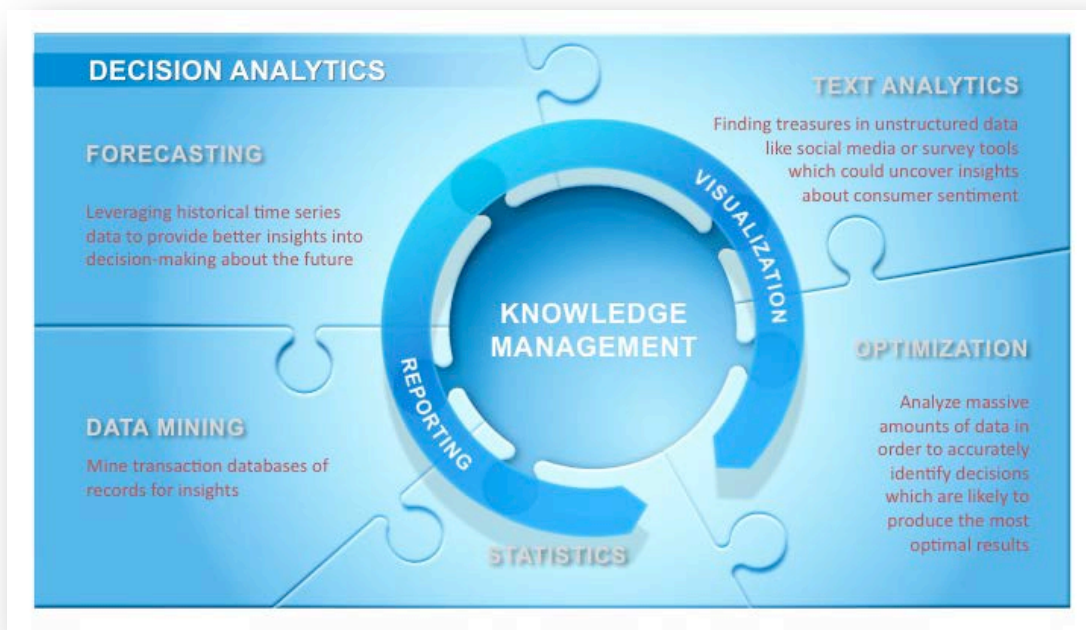 DECISION ANALYTICS
FORECASTING
Leveraging historical time series
data to provide better insights into
decision-making about the future
TEXT ANALYTICS
Finding treasures in unstructured data
like social media or survey tools
which could uncover insights
about consumer sentiment
VISUALIZATION
KNOWLEDGE
MANAGEMENT
REPORTING
DATA MINING
Mine transaction databases of
records for insights
OPTIMIZATION
Analyze massive
amounts of data in
order to accurately
identify decisions
which are likely to
produce the most
optimal results
STATISTICS